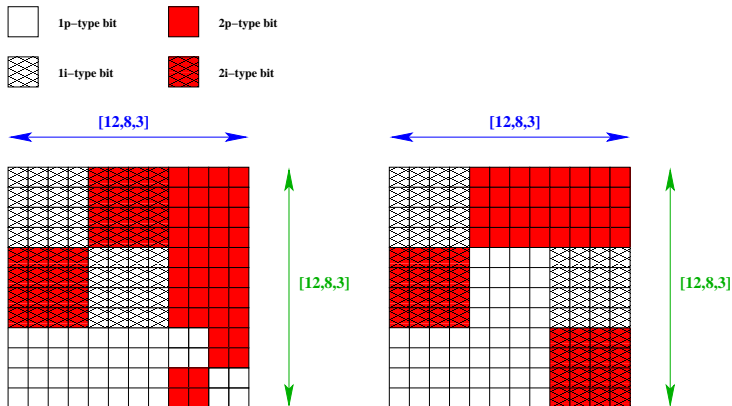 1p−type bit
2p−type bit
1i−type bit
2i−type bit
[12,8,3]
[12,8,3]
[12,8,3]
[12,8,3]